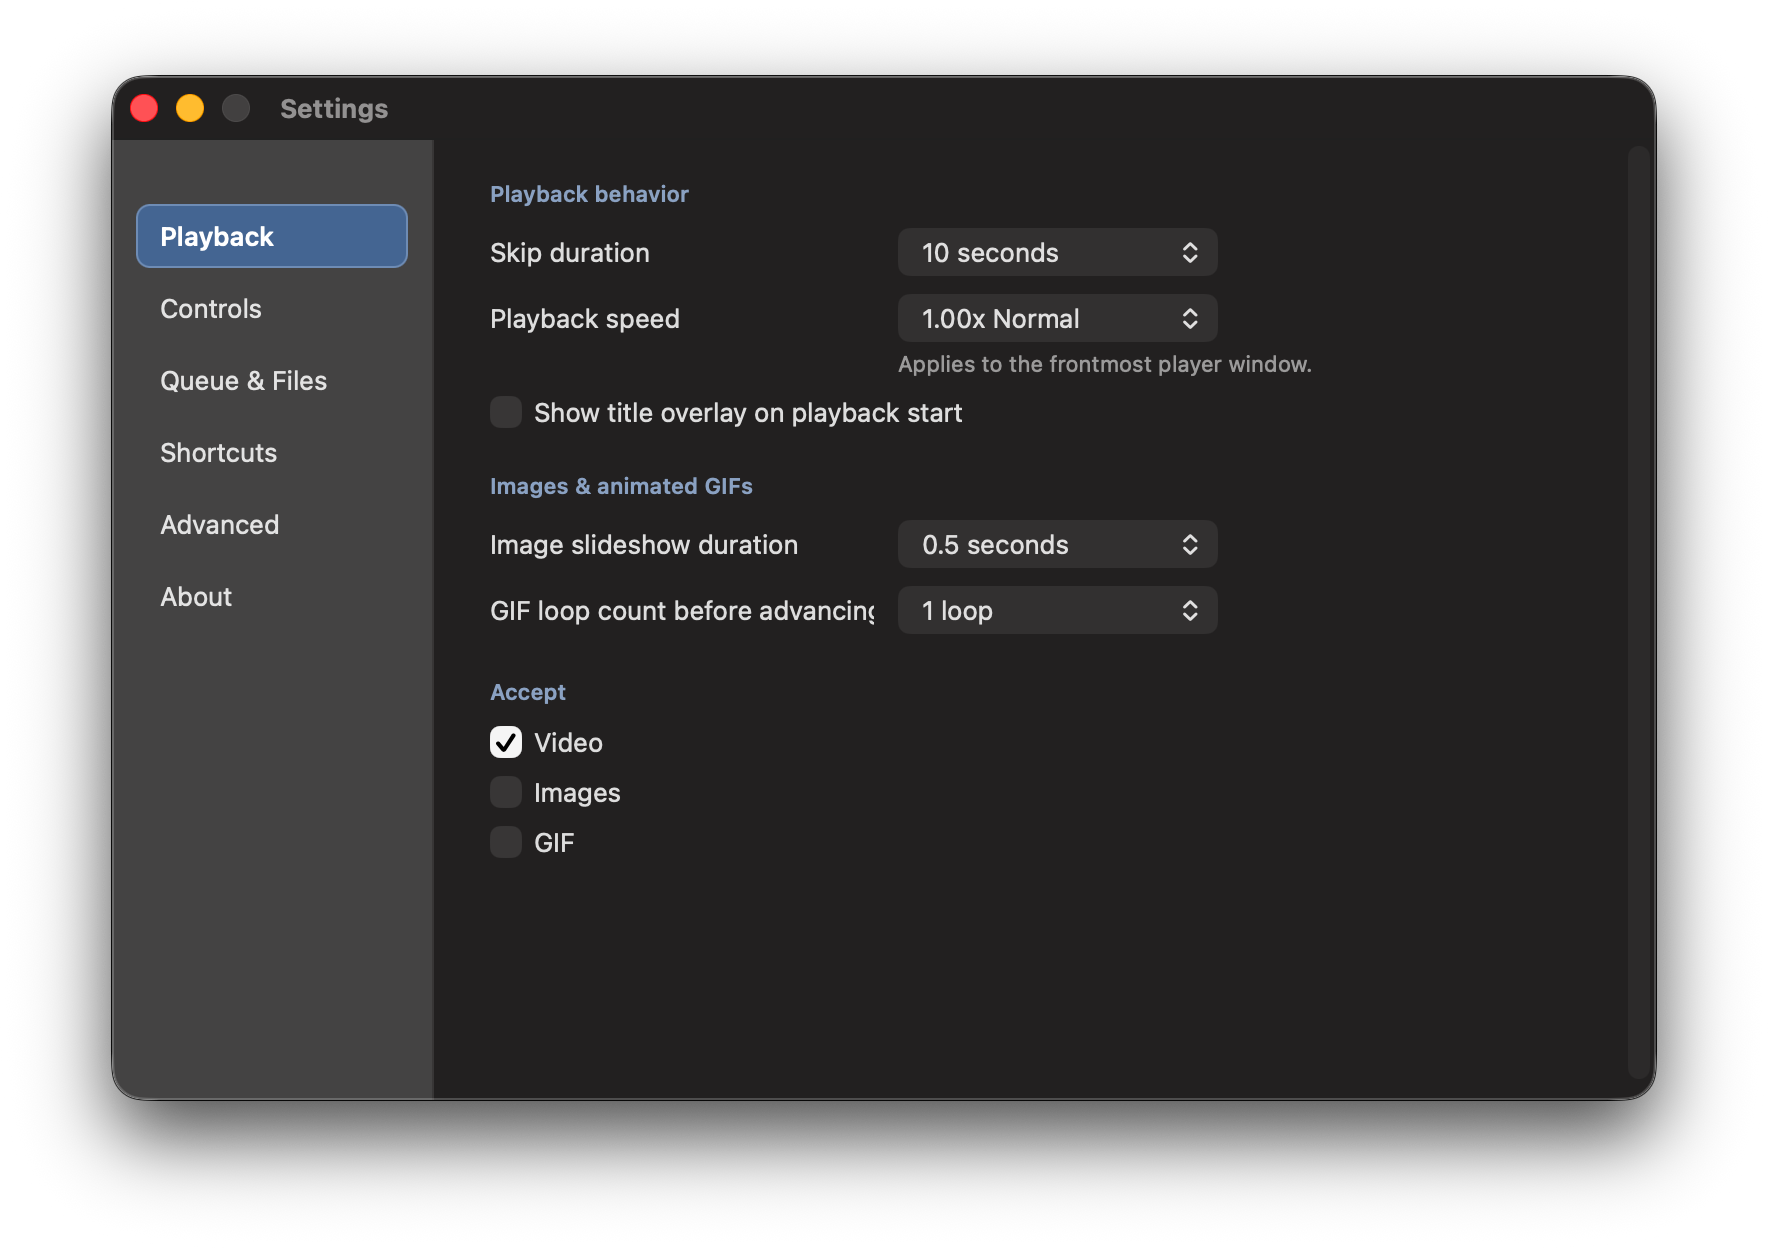 Settings
Playback
Controls
Queue & Files
Shortcuts
Advanced
About
Playback behavior
Skip duration 10 seconds
Playback speed 1.00x Normal
Applies to the frontmost player window.
Show title overlay on playback start
Images & animated GIFs
Image slideshow duration 0.5 seconds
GIF loop count before advancing 1 loop
Accept
Video
Images
GIF